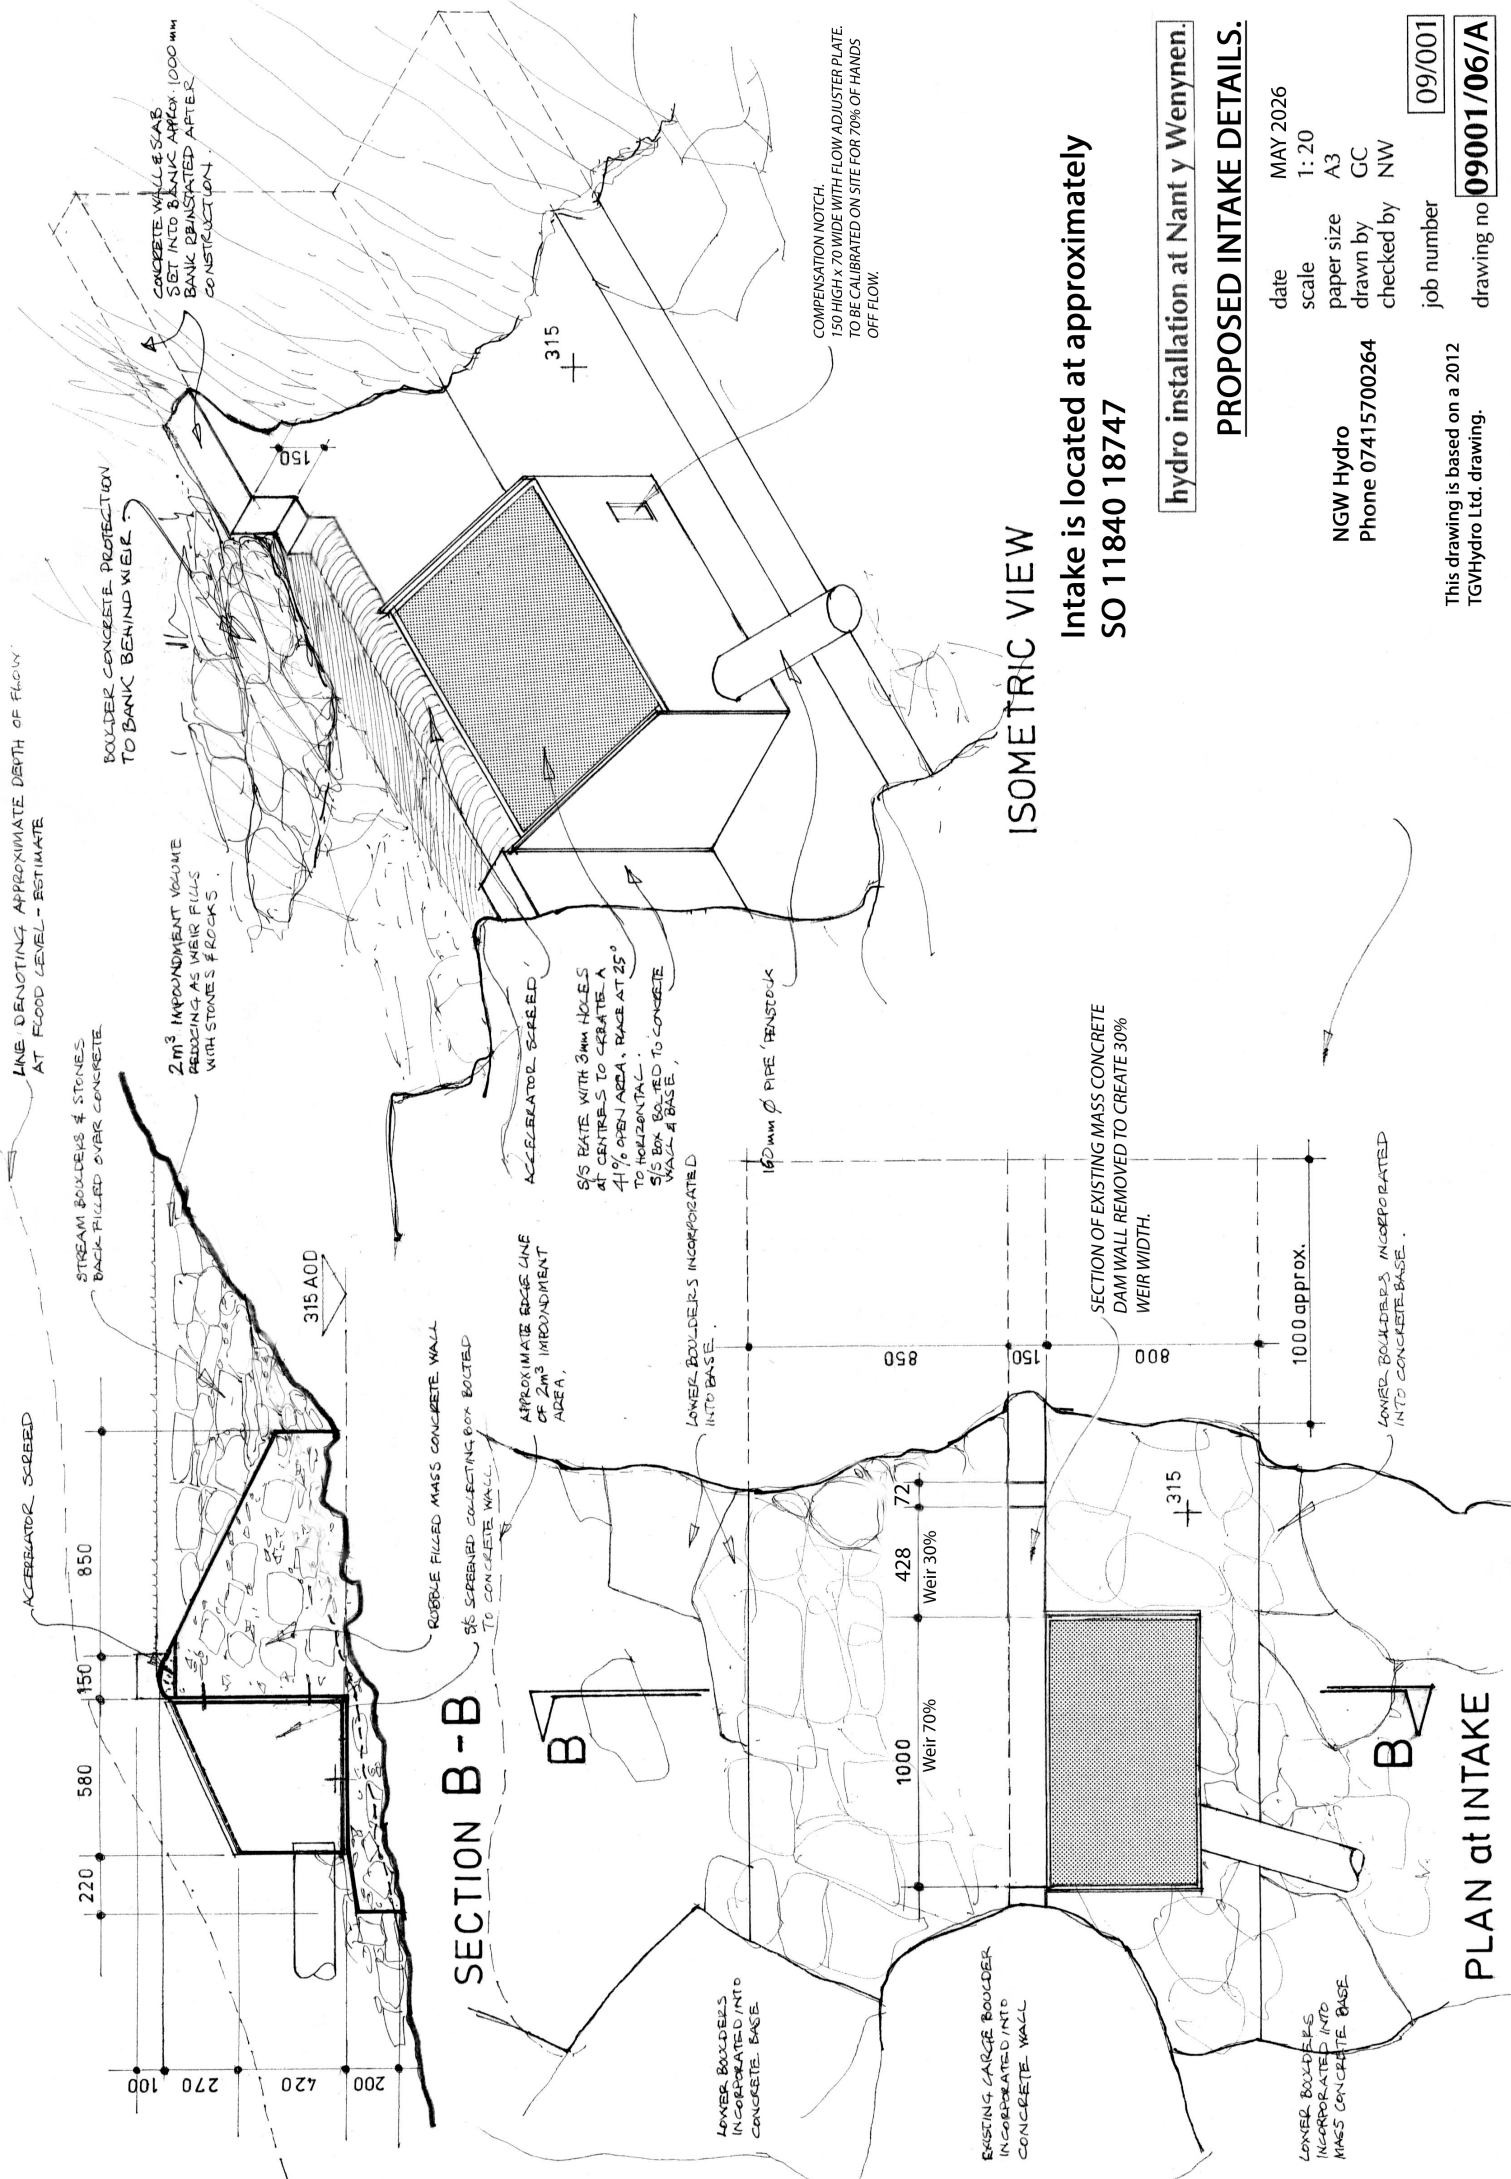 LINE DENOTING APPROXIMATE DEPTH OF FLOW
AT FLOOD LEVEL - ESTIMATE
ACCELERATOR SCREED
STREAM BOULDERS & STONES
BACK FILLED OVER CONCRETE
2m³ IMPOUNDMENT VOLUME
REDUCING AS WEIR FILLS
WITH STONES & ROCKS.
220
580
150
850
100
270
420
200
315 AOD
RUBBLE FILLED MASS CONCRETE WALL
S/S SCREENED COLLECTING BOX BOLTED
TO CONCRETE WALL.
SECTION B-B
BOULDER CONCRETE PROTECTION
TO BANK BEHIND WEIR
CONCRETE WALL & SLAB
SET INTO BANK APPROX. 1000 mm
BANK REINSTATED AFTER
CONSTRUCTION.
150
315
COMPENSATION NOTCH.
150 HIGH x 70 WIDE WITH FLOW ADJUSTER PLATE.
TO BE CALIBRATED ON SITE FOR 70% OF HANDS
OFF FLOW.
ACCELERATOR SCREED
S/S PLATE WITH 3mm HOLES
at CENTRES TO CREATE A
41% OPEN AREA. PLACE AT 25°
TO HORIZONTAL.
S/S BOX BOLTED TO CONCRETE
WALL & BASE.
160mm Ø PIPE 'PENSTOCK
ISOMETRIC VIEW
APPROXIMATE EDGE LINE
OF 2m³ IMPOUNDMENT
AREA.
LOWER BOULDERS INCORPORATED
INTO BASE.
B
LOWER BOULDERS
INCORPORATED INTO
CONCRETE BASE
1000
Weir 70%
428
Weir 30%
72
850
150
800
1000 approx.
SECTION OF EXISTING MASS CONCRETE
DAM WALL REMOVED TO CREATE 30%
WEIR WIDTH.
EXISTING LARGE BOULDER
INCORPORATED INTO
CONCRETE WALL
315
LOWER BOULDERS INCORPORATED
INTO CONCRETE BASE.
LOWER BOULDERS
INCORPORATED INTO
MASS CONCRETE BASE
B
PLAN at INTAKE
Intake is located at approximately
SO 11840 18747
hydro installation at Nant y Wenynen.
PROPOSED INTAKE DETAILS.
NGW Hydro
Phone 07415700264
date MAY 2026
scale 1: 20
paper size A3
drawn by GC
checked by NW
job number 09/001
drawing no 09001/06/A
This drawing is based on a 2012
TGVHydro Ltd. drawing.